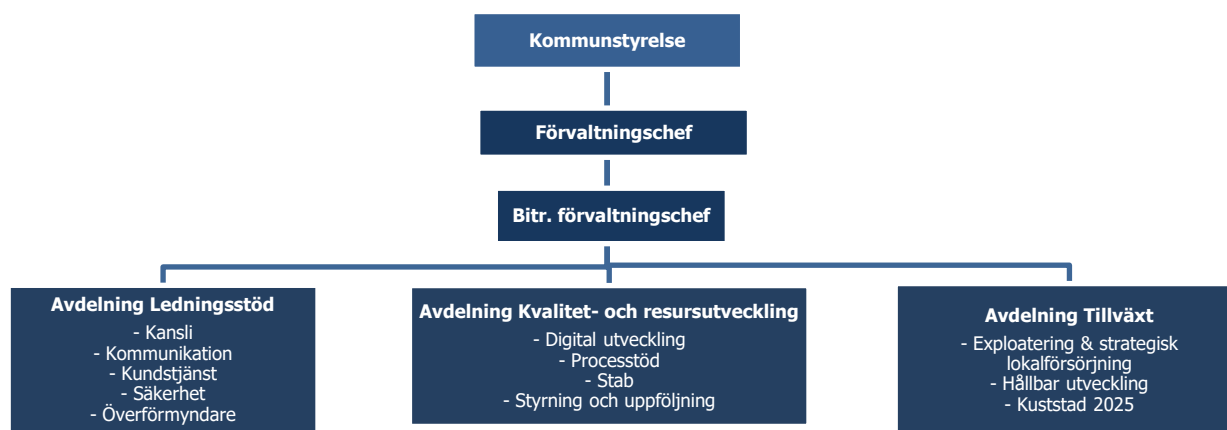 Kommunstyrelse
Förvaltningschef
Bitr. förvaltningschef
Avdelning Ledningsstöd
- Kansli
- Kommunikation
- Kundstjänst
- Säkerhet
- Överförmyndare
Avdelning Kvalitet- och resursutveckling
- Digital utveckling
- Processtöd
- Stab
- Styrning och uppföljning
Avdelning Tillväxt
- Exploatering & strategisk
lokalförsörjning
- Hållbar utveckling
- Kuststad 2025